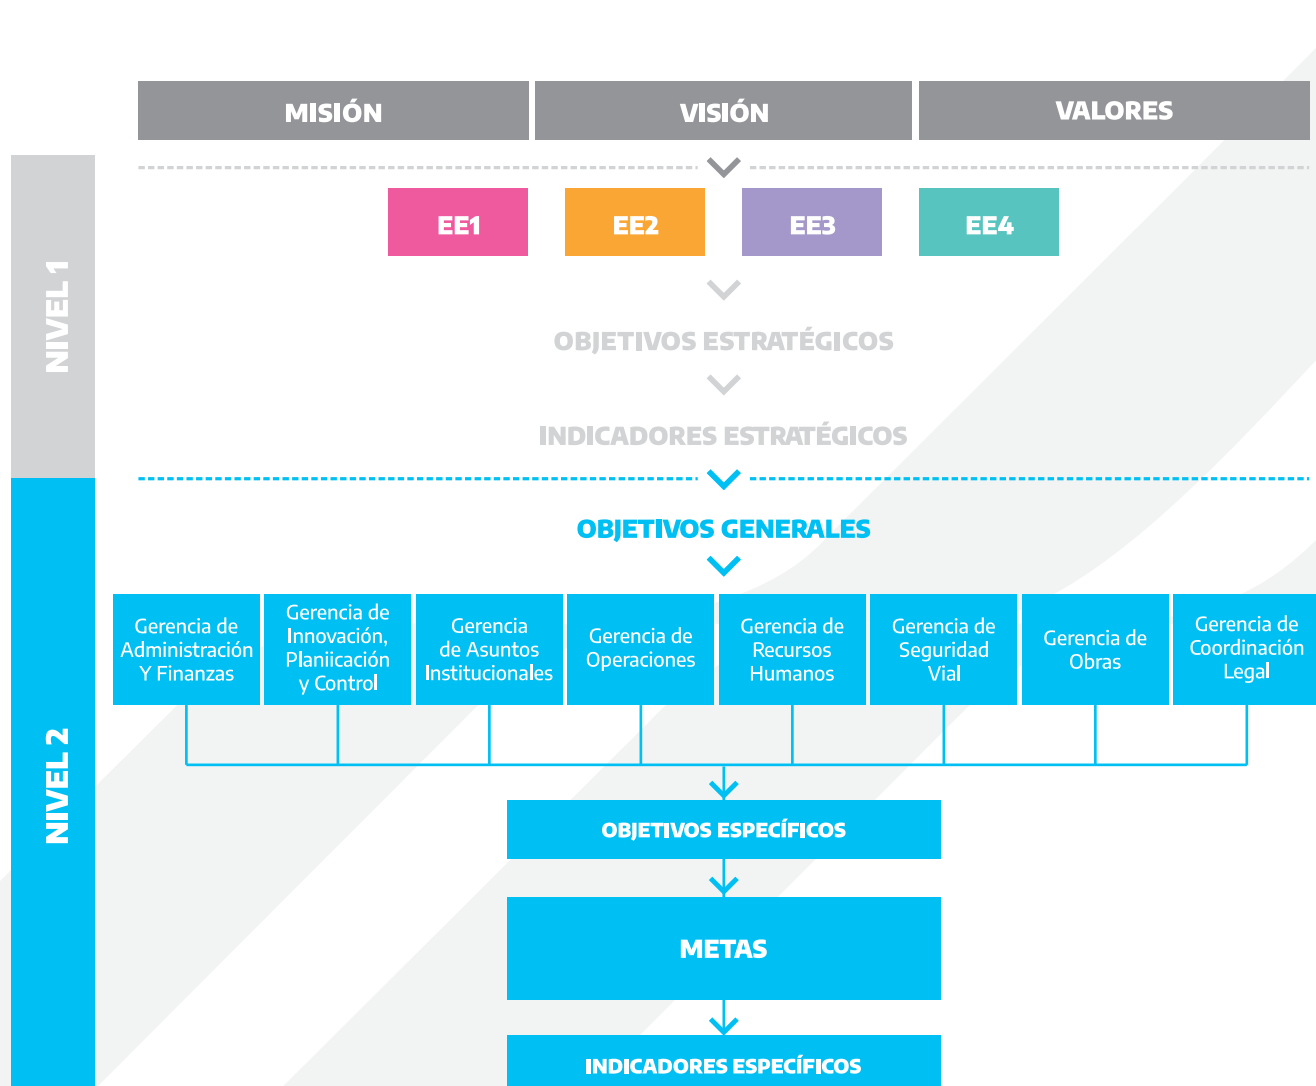 MISIÓN
VISIÓN
VALORES
NIVEL 1
EE1
EE2
EE3
EE4
OBJETIVOS ESTRATÉGICOS
INDICADORES ESTRATÉGICOS
NIVEL 2
OBJETIVOS GENERALES
Gerencia de
Administración
Y Finanzas
Gerencia de
Innovación,
Planiicación
y Control
Gerencia
de Asuntos
Institucionales
Gerencia de
Operaciones
Gerencia de
Recursos
Humanos
Gerencia de
Seguridad
Vial
Gerencia de
Obras
Gerencia de
Coordinación
Legal
OBJETIVOS ESPECÍFICOS
METAS
INDICADORES ESPECÍFICOS